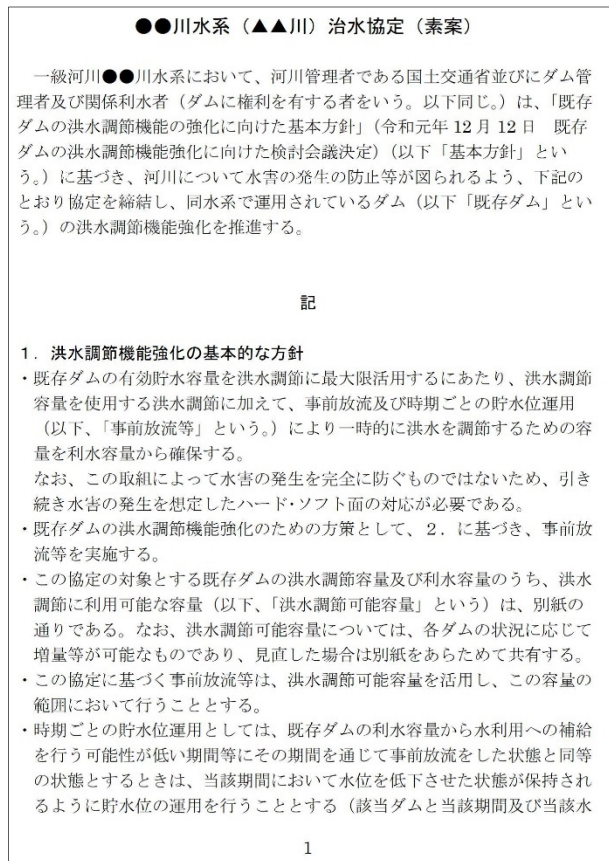 ●●川水系（▲▲川）治水協定（素案）
一級河川●●川水系において、河川管理者である国土交通省並びにダム管
理者及び関係利水者（ダムに権利を有する者をいう。以下同じ。）は、「既存
ダムの洪水調節機能の強化に向けた基本方針」（令和元年 12 月 12 日　既存
ダムの洪水調節機能強化に向けた検討会議決定）（以下「基本方針」とい
う。）に基づき、河川について水害の発生の防止等が図られるよう、下記の
とおり協定を締結し、同水系で運用されているダム（以下「既存ダム」とい
う。）の洪水調節機能強化を推進する。
記
１．洪水調節機能強化の基本的な方針
・既存ダムの有効貯水容量を洪水調節に最大限活用するにあたり、洪水調節
容量を使用する洪水調節に加えて、事前放流及び時期ごとの貯水位運用
（以下、「事前放流等」という。）により一時的に洪水を調節するための容
量を利水容量から確保する。
なお、この取組によって水害の発生を完全に防ぐものではないため、引き
続き水害の発生を想定したハード・ソフト面の対応が必要である。
・既存ダムの洪水調節機能強化のための方策として、２．に基づき、事前放
流等を実施する。
・この協定の対象とする既存ダムの洪水調節容量及び利水容量のうち、洪水
調節に利用可能な容量（以下、「洪水調節可能容量」という）は、別紙の
通りである。なお、洪水調節可能容量については、各ダムの状況に応じて
増量等が可能なものであり、見直した場合は別紙をあらためて共有する。
・この協定に基づく事前放流等は、洪水調節可能容量を活用し、この容量の
範囲において行うこととする。
・時期ごとの貯水位運用としては、既存ダムの利水容量から水利用への補給
を行う可能性が低い期間等にその期間を通じて事前放流をした状態と同等
の状態とするときは、当該期間において水位を低下させた状態が保持され
るように貯水位の運用を行うこととする（該当ダムと当該期間及び当該水
1